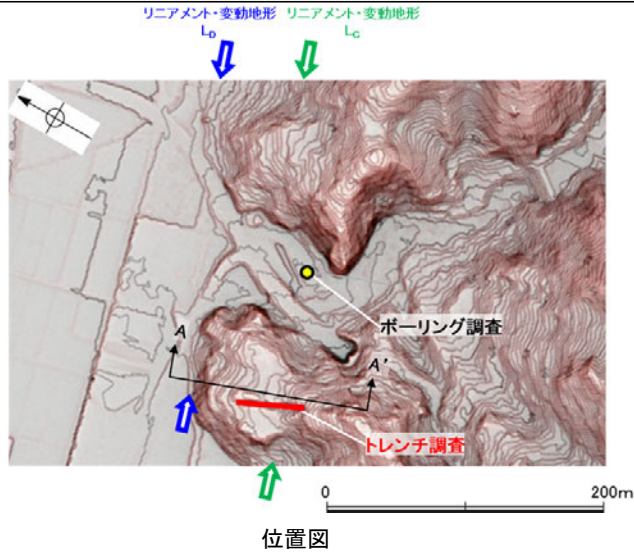 リニアメント・変動地形 リニアメント・変動地形
LD LG
ボーリング調査
A
A'
トレンチ調査
0 200m
位置図